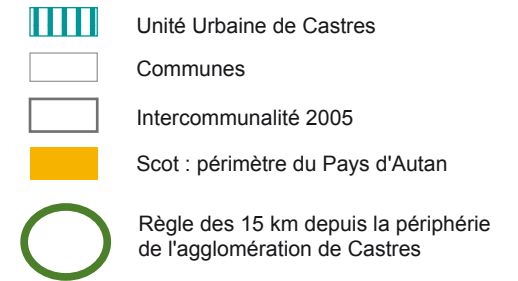 Unité Urbaine de Castres
Communes
Intercommunalité 2005
Scot : périmètre du Pays d'Autan
Règle des 15 km depuis la périphérie
de l'agglomération de Castres